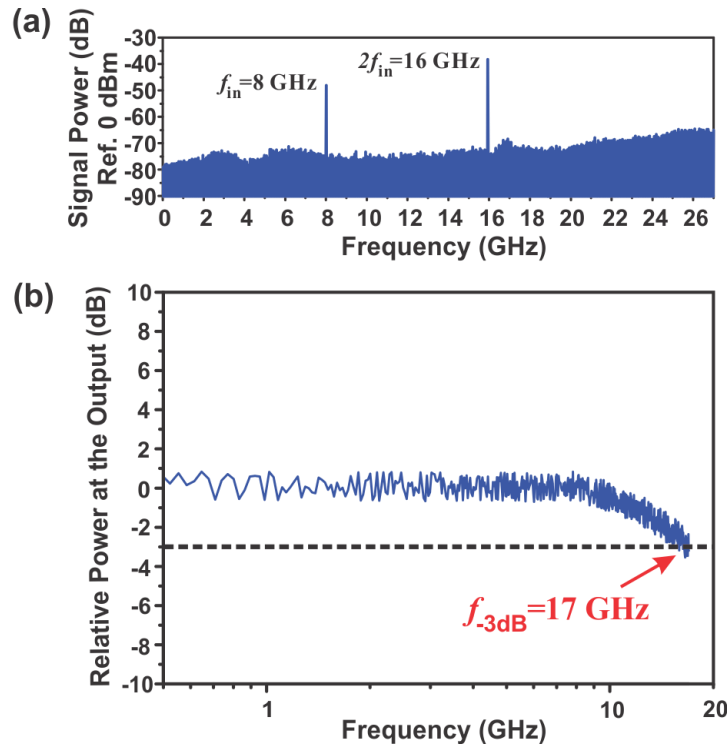 (a)
Signal Power (dB)
Ref. 0 dBm
-30
-40
-50
-60
-70
-80
-90
fin=8 GHz
2fin=16 GHz
0 2 4 6 8 10 12 14 16 18 20 22 24 26
Frequency (GHz)
(b)
Relative Power at the Output (dB)
10
8
6
4
2
0
-2
-4
-6
-8
-10
f-3dB=17 GHz
1 10 20
Frequency (GHz)